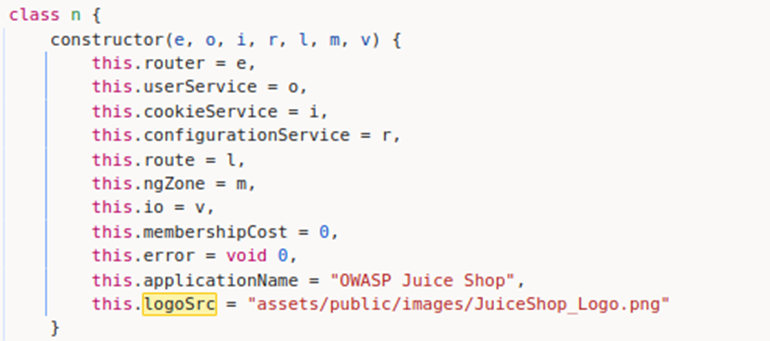 class n {
constructor(e, o, i, r, l, m, v) {
this.router = e,
this.userService = o,
this.cookieService = i,
this.configurationService = r,
this.route = l,
this.ngZone = m,
this.io = v,
this.membershipCost = 0,
this.error = void 0,
this.applicationName = "OWASP Juice Shop",
this.logoSrc = "assets/public/images/JuiceShop_Logo.png"
}